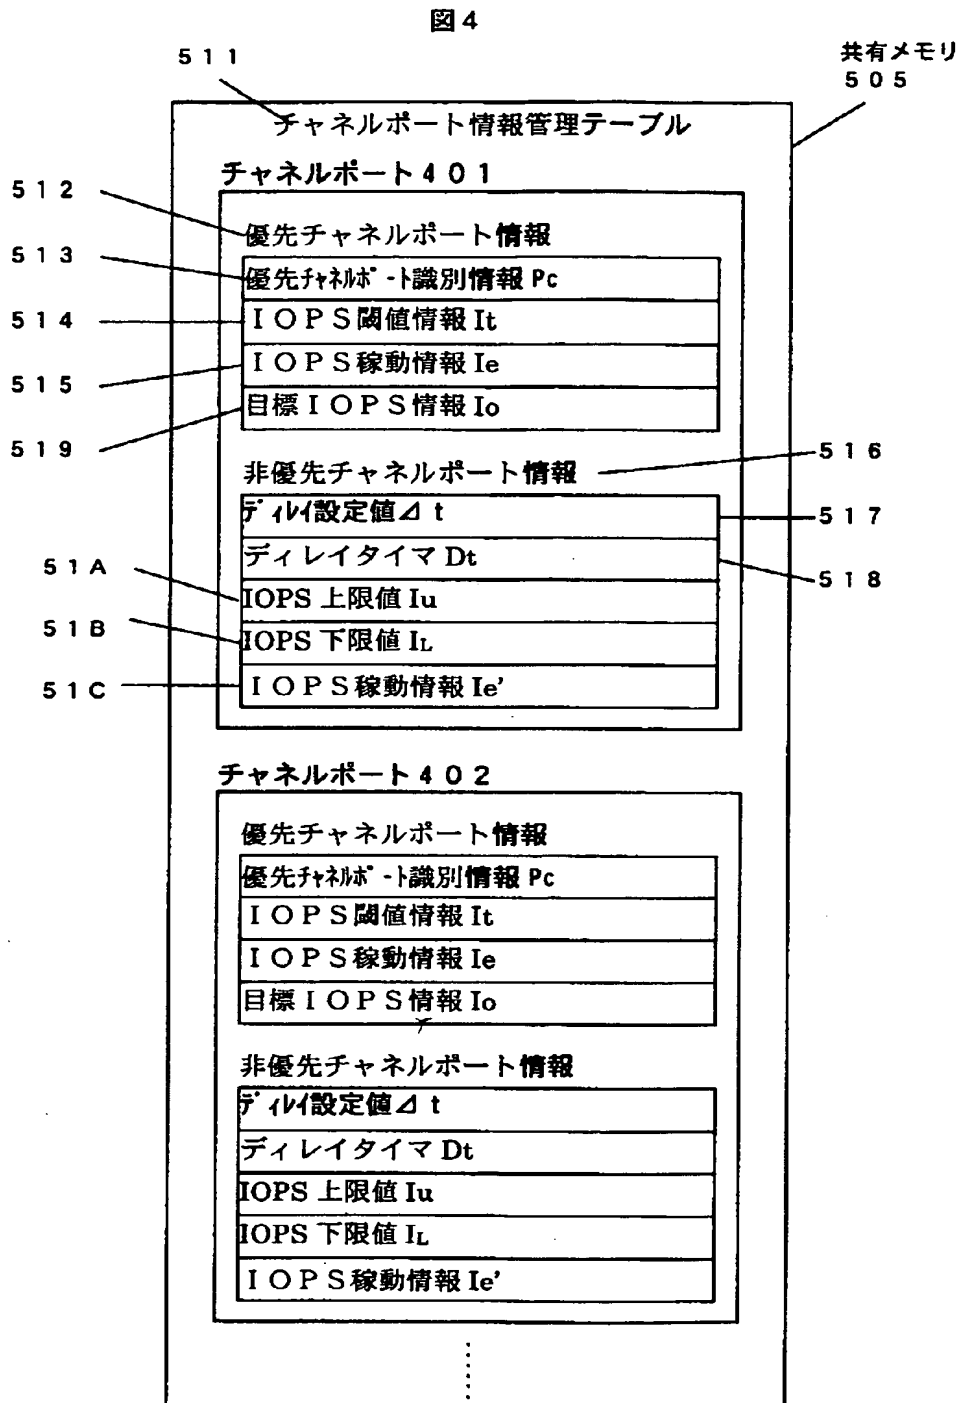 図4
511
共有メモリ
505
チャネルポート情報管理テーブル
チャネルポート401
512
優先チャネルポート情報
513
優先ﾁｬﾈﾙﾎﾟｰﾄ識別情報 Pc
514
IOPS閾値情報 It
515
IOPS稼動情報 Ie
519
目標IOPS情報 Io
非優先チャネルポート情報
516
ﾃﾞｨﾚｲ設定値⊿ t
517
ディレイタイマ Dt
518
51A
IOPS 上限値 Iu
51B
IOPS 下限値 IL
51C
IOPS稼動情報 Ie'
チャネルポート402
優先チャネルポート情報
優先ﾁｬﾈﾙﾎﾟｰﾄ識別情報 Pc
IOPS閾値情報 It
IOPS稼動情報 Ie
目標IOPS情報 Io
非優先チャネルポート情報
ﾃﾞｨﾚｲ設定値⊿ t
ディレイタイマ Dt
IOPS 上限値 Iu
IOPS 下限値 IL
IOPS稼動情報 Ie'